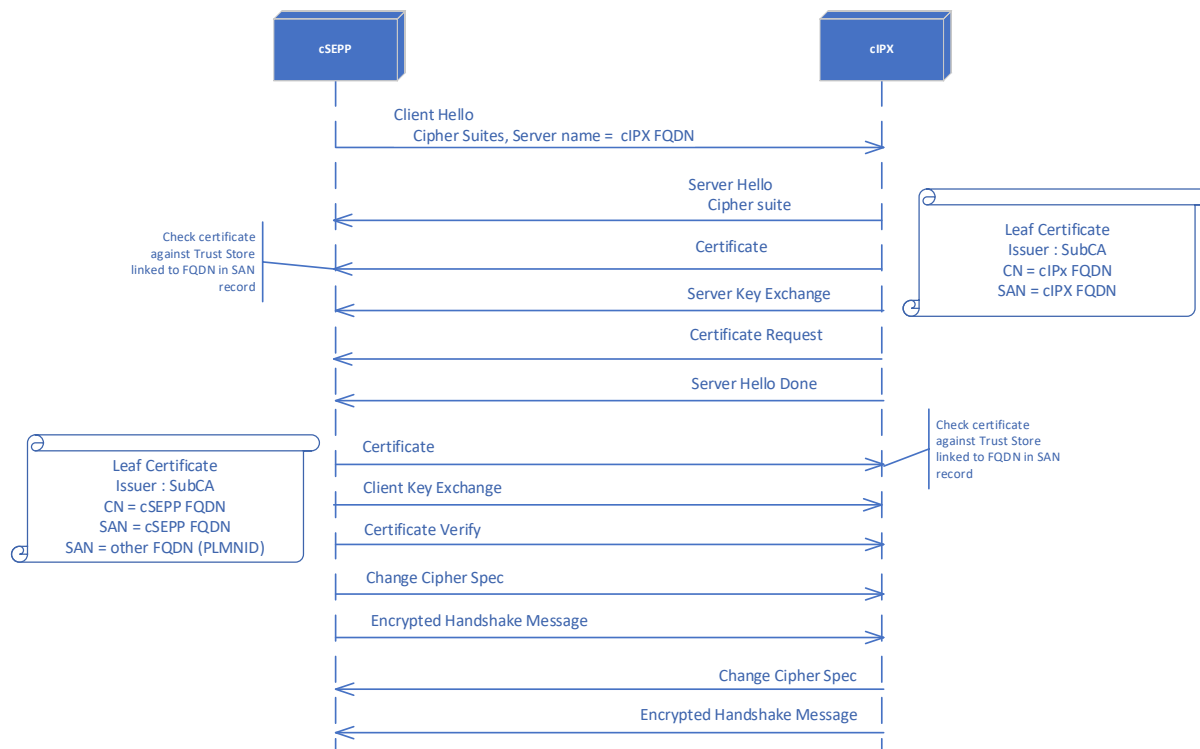 cSEPP
cIPX
Client Hello
Cipher Suites, Server name = cIPX FQDN
Server Hello
Cipher suite
Check certificate
against Trust Store
linked to FQDN in SAN
record
Certificate
Leaf Certificate
Issuer : SubCA
CN = cIPx FQDN
SAN = cIPX FQDN
Server Key Exchange
Certificate Request
Server Hello Done
Check certificate
against Trust Store
linked to FQDN in SAN
record
Certificate
Leaf Certificate
Issuer : SubCA
CN = cSEPP FQDN
SAN = cSEPP FQDN
SAN = other FQDN (PLMNID)
Client Key Exchange
Certificate Verify
Change Cipher Spec
Encrypted Handshake Message
Change Cipher Spec
Encrypted Handshake Message